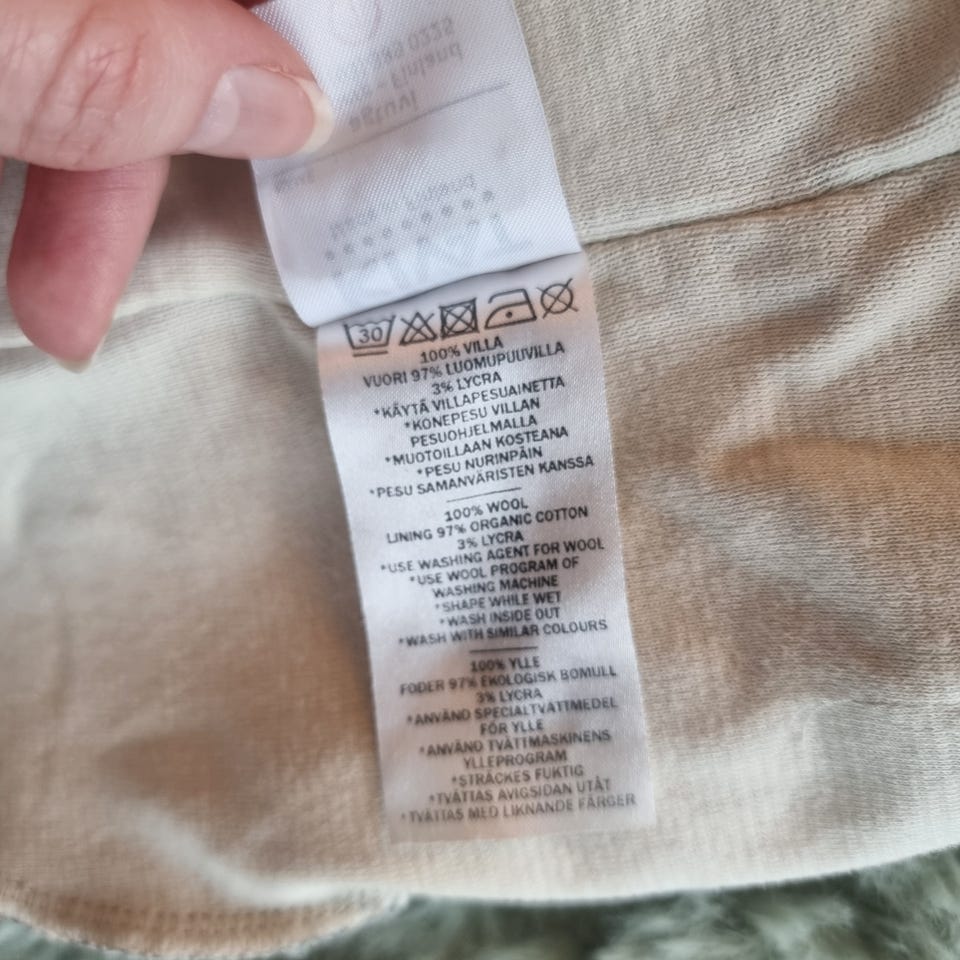 30
100% VILLA
VUORI 97% LUOMUPUUVILLA
3% LYCRA
*KÄYTÄ VILLAPESUAINETTA
*KONEPESU VILLAN
PESUOHJELMALLA
*MUOTOILLAAN KOSTEANA
*PESU NURINPÄIN
*PESU SAMANVÄRISTEN KANSSA
100% WOOL
LINING 97% ORGANIC COTTON
3% LYCRA
*USE WASHING AGENT FOR WOOL
*USE WOOL PROGRAM OF
WASHING MACHINE
*SHAPE WHILE WET
*WASH INSIDE OUT
*WASH WITH SIMILAR COLOURS
100% YLLE
FODER 97% EKOLOGISK BOMULL
3% LYCRA
*ANVÄND SPECIALTVÄTTMEDEL
FÖR YLLE
*ANVÄND TVÄTTMASKINENS
YLLEPROGRAM
*STRÄCKES FUKTIG
*TVÄTTAS AVIGSIDAN UTÅT
*TVÄTTAS MED LIKNANDE FÄRGER